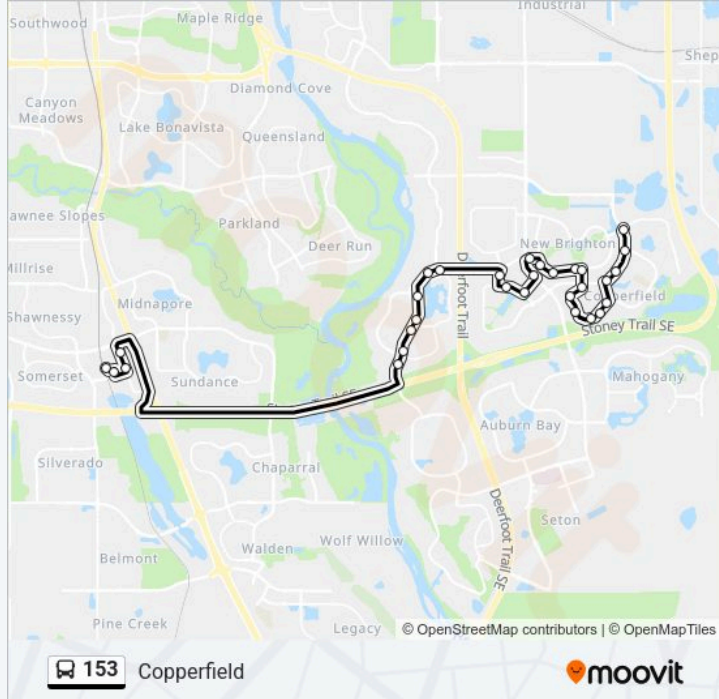 Southwood
Maple Ridge
Industrial
Shep
Diamond Cove
Canyon
Meadows
Lake Bonavista
Queensland
awnee Slopes
Parkland
Deer Run
New Brighton
Millrise
Deerfoot Trail
Midnapore
Copperfield
Shawnessy
Stoney Trail SE
Somerset
Sundance
Mahogany
Auburn Bay
Silverado
Chaparral
Deerfoot Trail SE
Seton
Wolf Willow
Belmont
Walden
Pine Creek
Legacy
© OpenStreetMap contributors | © OpenMapTiles
153 Copperfield
moovit